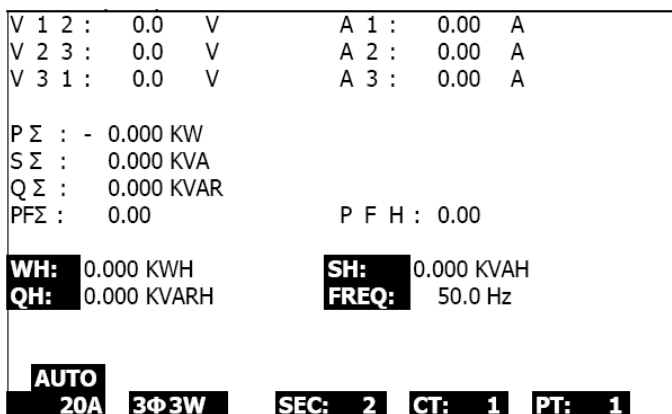 V 1 2 : 0.0 V A 1 : 0.00 A
V 2 3 : 0.0 V A 2 : 0.00 A
V 3 1 : 0.0 V A 3 : 0.00 A
P Σ : - 0.000 KW
S Σ : 0.000 KVA
Q Σ : 0.000 KVAR
PFΣ : 0.00 P F H : 0.00
WH: 0.000 KWH SH: 0.000 KVAH
QH: 0.000 KVARH FREQ: 50.0 Hz
AUTO
20A 3Φ3W SEC: 2 CT: 1 PT: 1